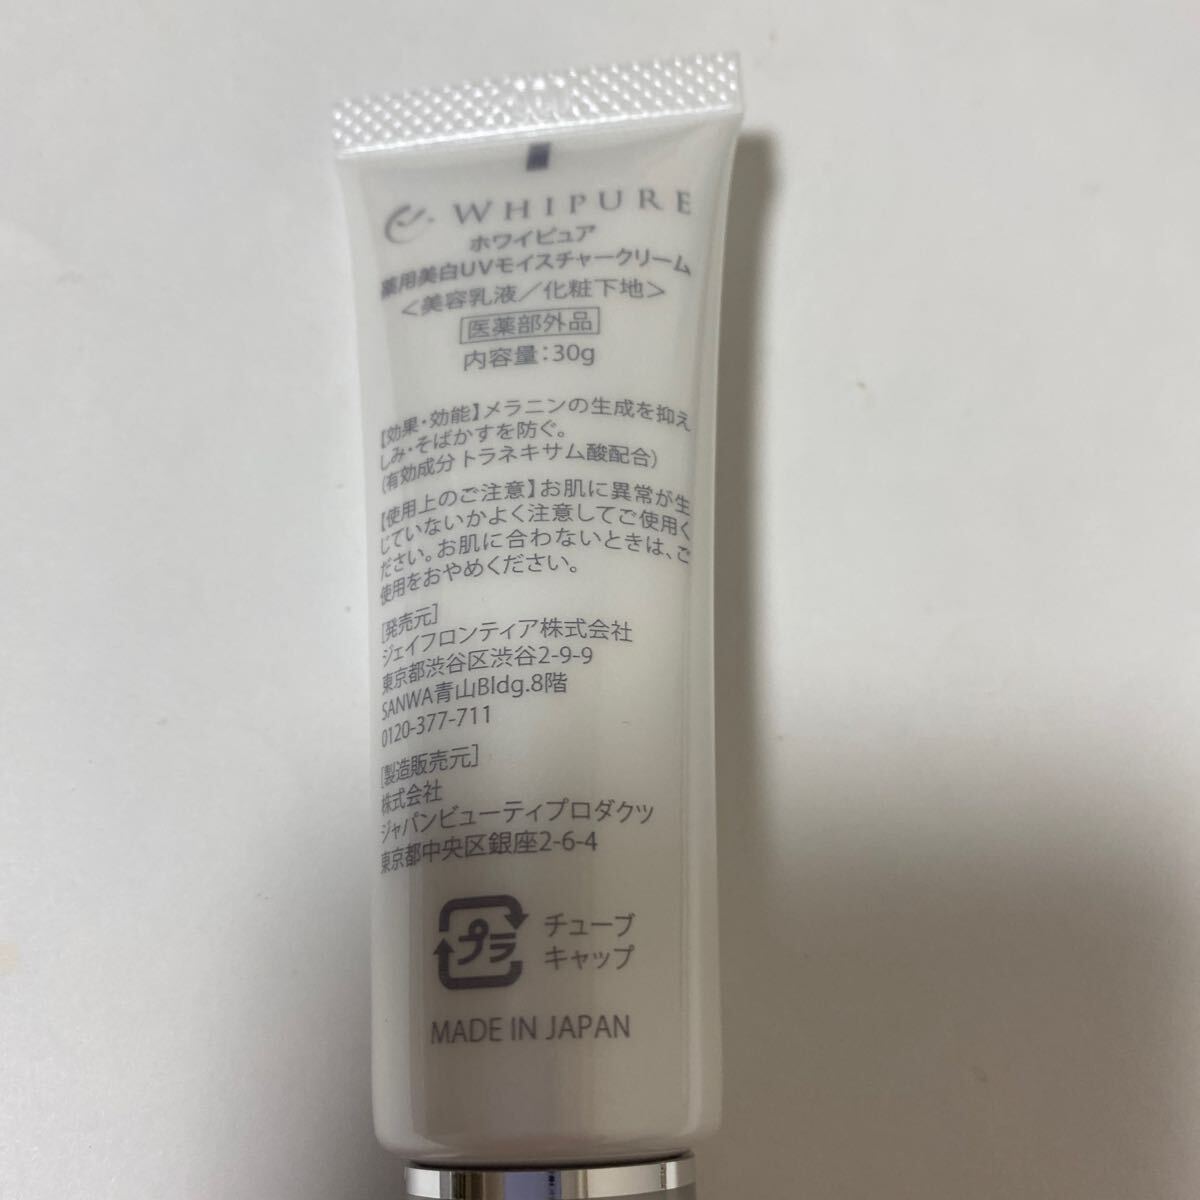 WHIPURE
ホワイピュア
薬用美白UVモイスチャークリーム
＜美容乳液／化粧下地＞
医薬部外品
内容量：30g
【効果・効能】メラニンの生成を抑え
しみ・そばかすを防ぐ。
（有効成分 トラネキサム酸配合）
【使用上のご注意】お肌に異常が生
じていないかよく注意してご使用く
ださい。お肌に合わないときは、ご
使用をおやめください。
［発売元］
ジェイフロンティア株式会社
東京都渋谷区渋谷2-9-9
SANWA青山Bldg.8階
0120-377-711
［製造販売元］
株式会社
ジャパンビューティプロダクツ
東京都中央区銀座2-6-4
プラ
チューブ
キャップ
MADE IN JAPAN